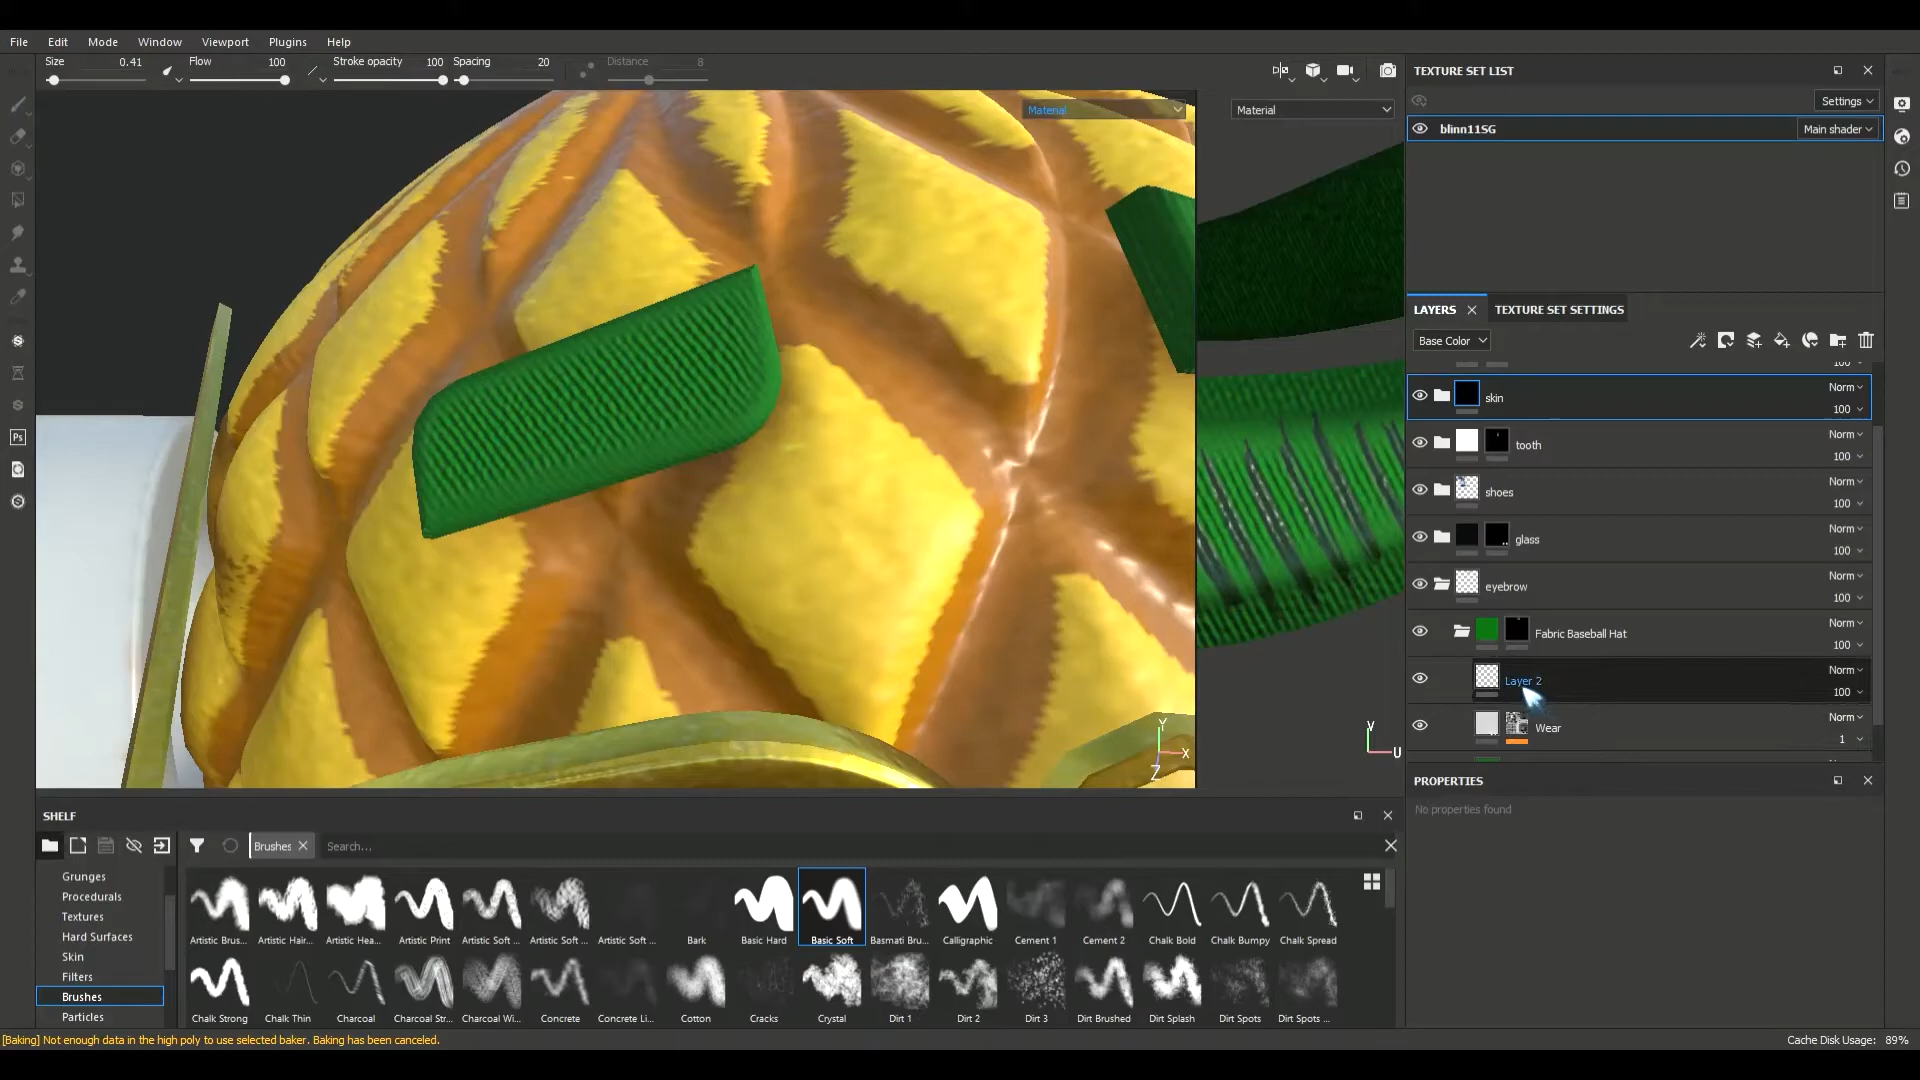 File Edit Mode Window Viewport Plugins Help
Size 0.41 Flow 100 Stroke opacity 100 Spacing 20 Distance 8
Material
Material
TEXTURE SET LIST
Settings
blinn11SG Main shader
LAYERS TEXTURE SET SETTINGS
Base Color
100
skin Norm
100
tooth Norm
100
shoes Norm
100
glass Norm
100
eyebrow Norm
100
Fabric Baseball Hat Norm
100
Layer 2 Norm
100
Wear Norm
1
PROPERTIES
No properties found
Y
X
Z
V
U
Ps
SHELF
Brushes Search...
Grunges
Procedurals
Textures
Hard Surfaces
Skin
Filters
Brushes
Particles
Artistic Brus... Artistic Hair... Artistic Hea... Artistic Print Artistic Soft ... Artistic Soft ... Artistic Soft ... Bark Basic Hard Basic Soft Basmati Bru... Calligraphic Cement 1 Cement 2 Chalk Bold Chalk Bumpy Chalk Spread
Chalk Strong Chalk Thin Charcoal Charcoal Str... Charcoal Wi... Concrete Concrete Li... Cotton Cracks Crystal Dirt 1 Dirt 2 Dirt 3 Dirt Brushed Dirt Splash Dirt Spots Dirt Spots ...
[Baking] Not enough data in the high poly to use selected baker. Baking has been canceled.
Cache Disk Usage: 89%